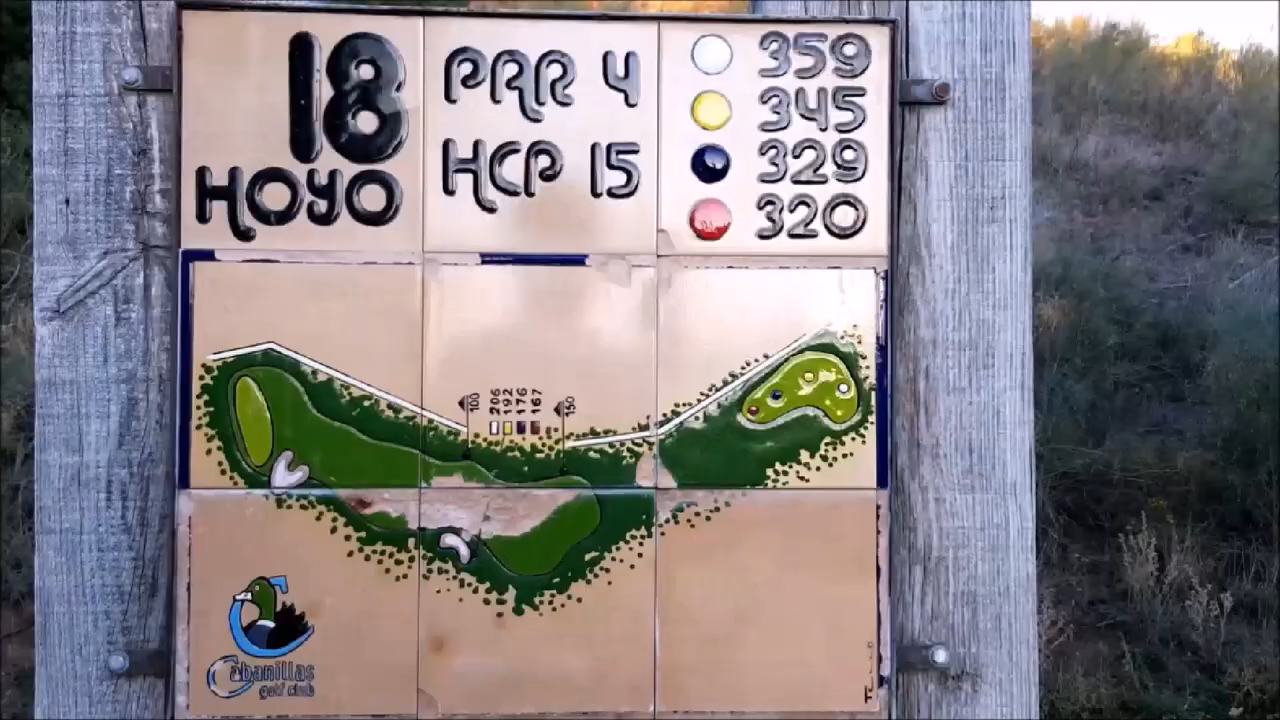 18
HOYO
PAR 4
HCP 15
359
345
329
320
100
206
192
176
167
150
Cabanillas
golf club